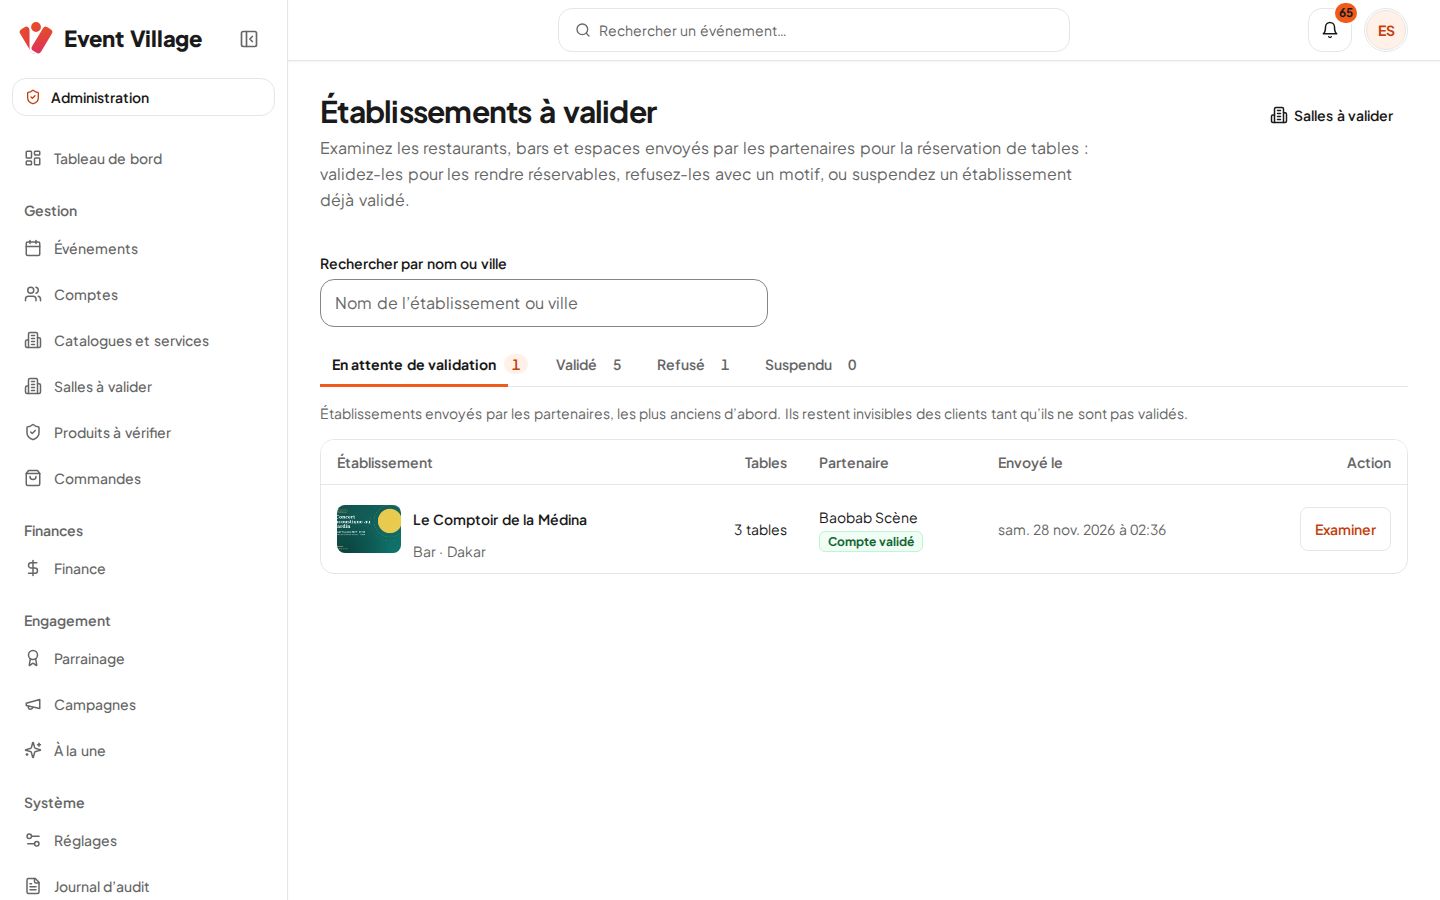 Event Village
Administration
Tableau de bord
Gestion
Événements
Comptes
Catalogues et services
Salles à valider
Produits à vérifier
Commandes
Finances
Finance
Engagement
Parrainage
Campagnes
À la une
Système
Réglages
Journal d’audit
Rechercher un événement…
65
ES
Établissements à valider
Salles à valider
Examinez les restaurants, bars et espaces envoyés par les partenaires pour la réservation de tables :
validez-les pour les rendre réservables, refusez-les avec un motif, ou suspendez un établissement
déjà validé.
Rechercher par nom ou ville
Nom de l’établissement ou ville
En attente de validation 1 Validé 5 Refusé 1 Suspendu 0
Établissements envoyés par les partenaires, les plus anciens d’abord. Ils restent invisibles des clients tant qu’ils ne sont pas validés.
Établissement Tables Partenaire Envoyé le Action
Le Comptoir de la Médina
Bar · Dakar
3 tables
Baobab Scène
Compte validé
sam. 28 nov. 2026 à 02:36
Examiner